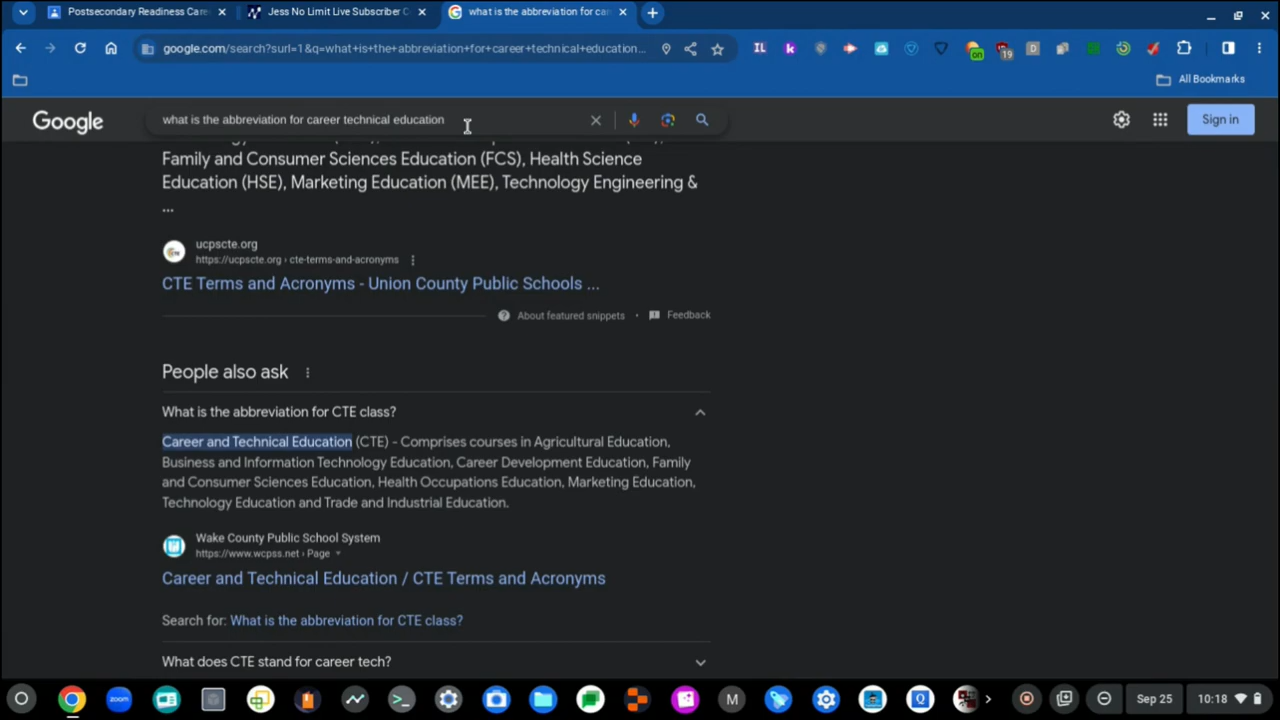 Postsecondary Readiness Caree
Jess No Limit Live Subscriber C
what is the abbreviation for car
google.com/search?surl=1&q=what+is+the+abbreviation+for+career+technical+education...
IL
k
on
19
D
All Bookmarks
Google
what is the abbreviation for career technical education
Sign in
Family and Consumer Sciences Education (FCS), Health Science
Education (HSE), Marketing Education (MEE), Technology Engineering &
...
ucpscte.org
https://ucpscte.org › cte-terms-and-acronyms
CTE Terms and Acronyms - Union County Public Schools ...
About featured snippets • Feedback
People also ask
What is the abbreviation for CTE class?
Career and Technical Education (CTE) - Comprises courses in Agricultural Education,
Business and Information Technology Education, Career Development Education, Family
and Consumer Sciences Education, Health Occupations Education, Marketing Education,
Technology Education and Trade and Industrial Education.
Wake County Public School System
https://www.wcpss.net › Page
Career and Technical Education / CTE Terms and Acronyms
Search for: What is the abbreviation for CTE class?
What does CTE stand for career tech?
zoom
M
Q
Sep 25
10:18